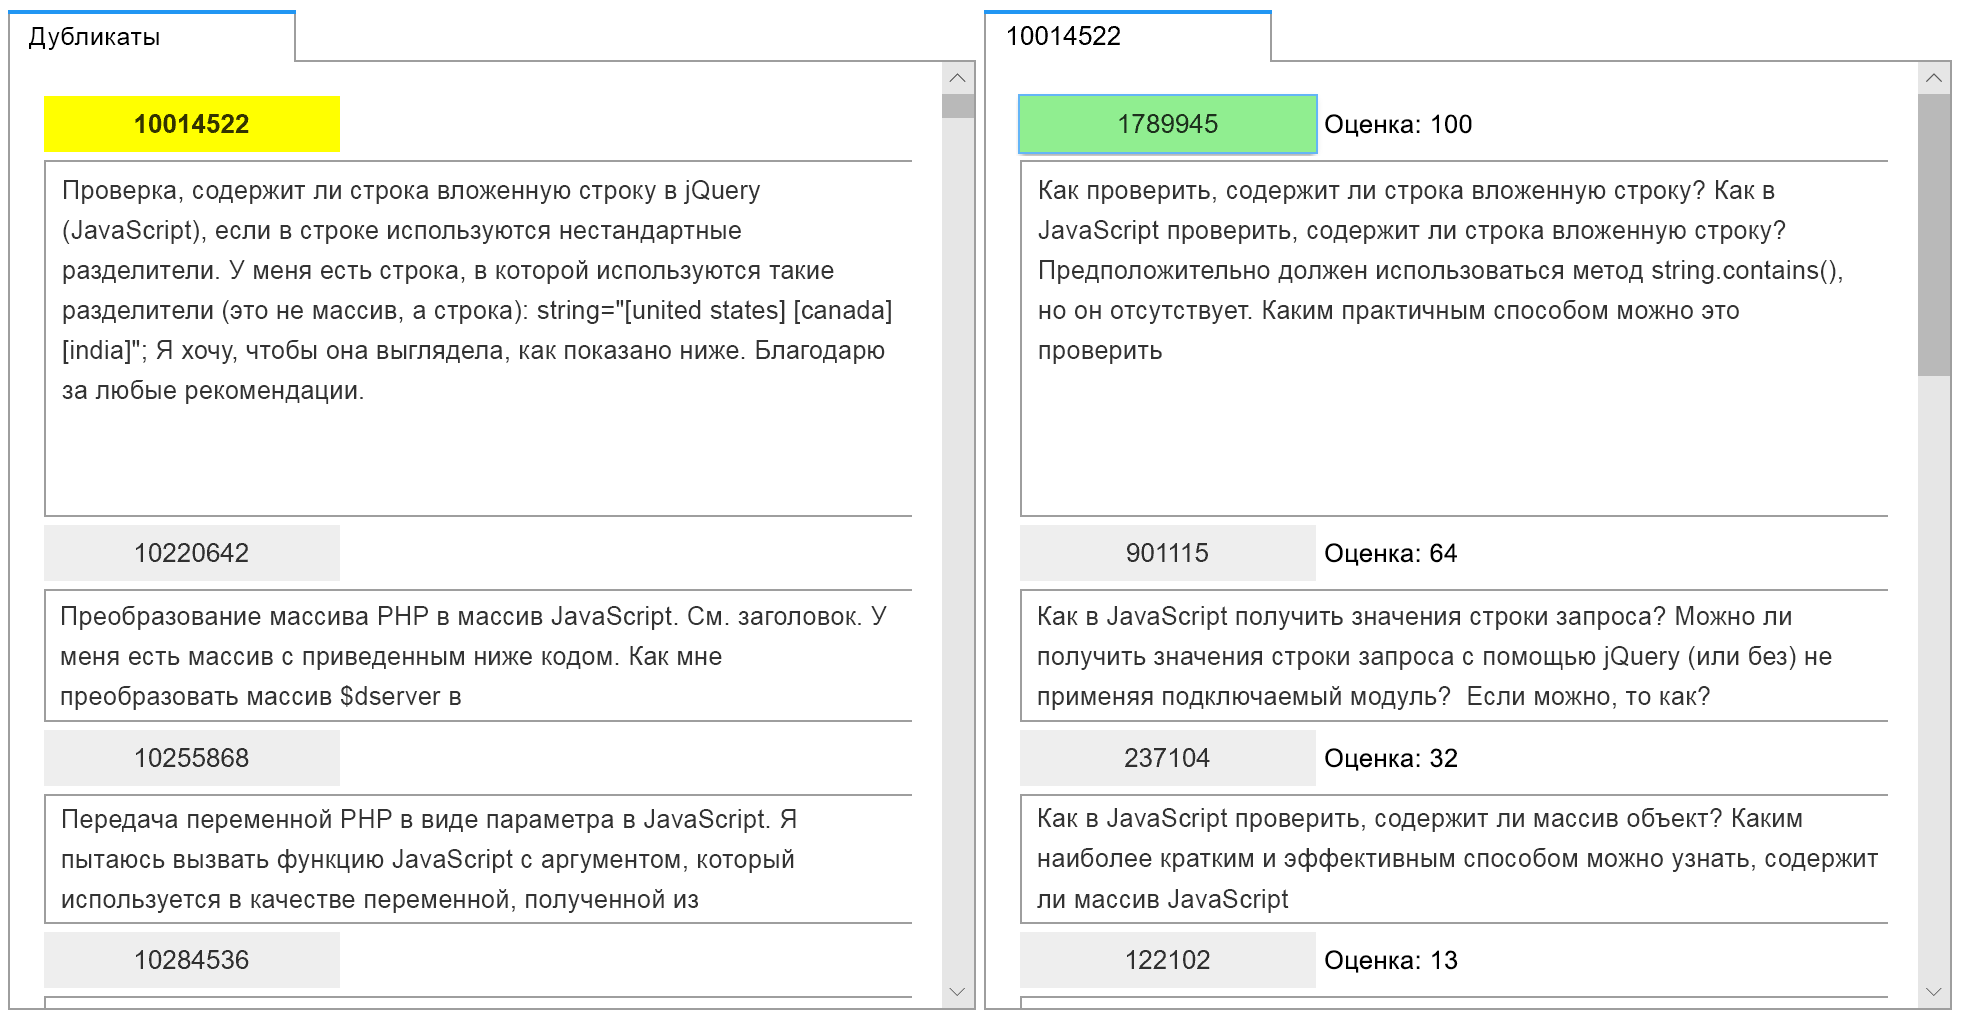 Дубликаты
10014522
Проверка, содержит ли строка вложенную строку в jQuery
(JavaScript), если в строке используются нестандартные
разделители. У меня есть строка, в которой используются такие
разделители (это не массив, а строка): string="[united states] [canada]
[india]"; Я хочу, чтобы она выглядела, как показано ниже. Благодарю
за любые рекомендации.
10220642
Преобразование массива PHP в массив JavaScript. См. заголовок. У
меня есть массив с приведенным ниже кодом. Как мне
преобразовать массив $dserver в
10255868
Передача переменной PHP в виде параметра в JavaScript. Я
пытаюсь вызвать функцию JavaScript с аргументом, который
используется в качестве переменной, полученной из
10284536
10014522
1789945 Оценка: 100
Как проверить, содержит ли строка вложенную строку? Как в
JavaScript проверить, содержит ли строка вложенную строку?
Предположительно должен использоваться метод string.contains(),
но он отсутствует. Каким практичным способом можно это
проверить
901115 Оценка: 64
Как в JavaScript получить значения строки запроса? Можно ли
получить значения строки запроса с помощью jQuery (или без) не
применяя подключаемый модуль? Если можно, то как?
237104 Оценка: 32
Как в JavaScript проверить, содержит ли массив объект? Каким
наиболее кратким и эффективным способом можно узнать, содержит
ли массив JavaScript
122102 Оценка: 13